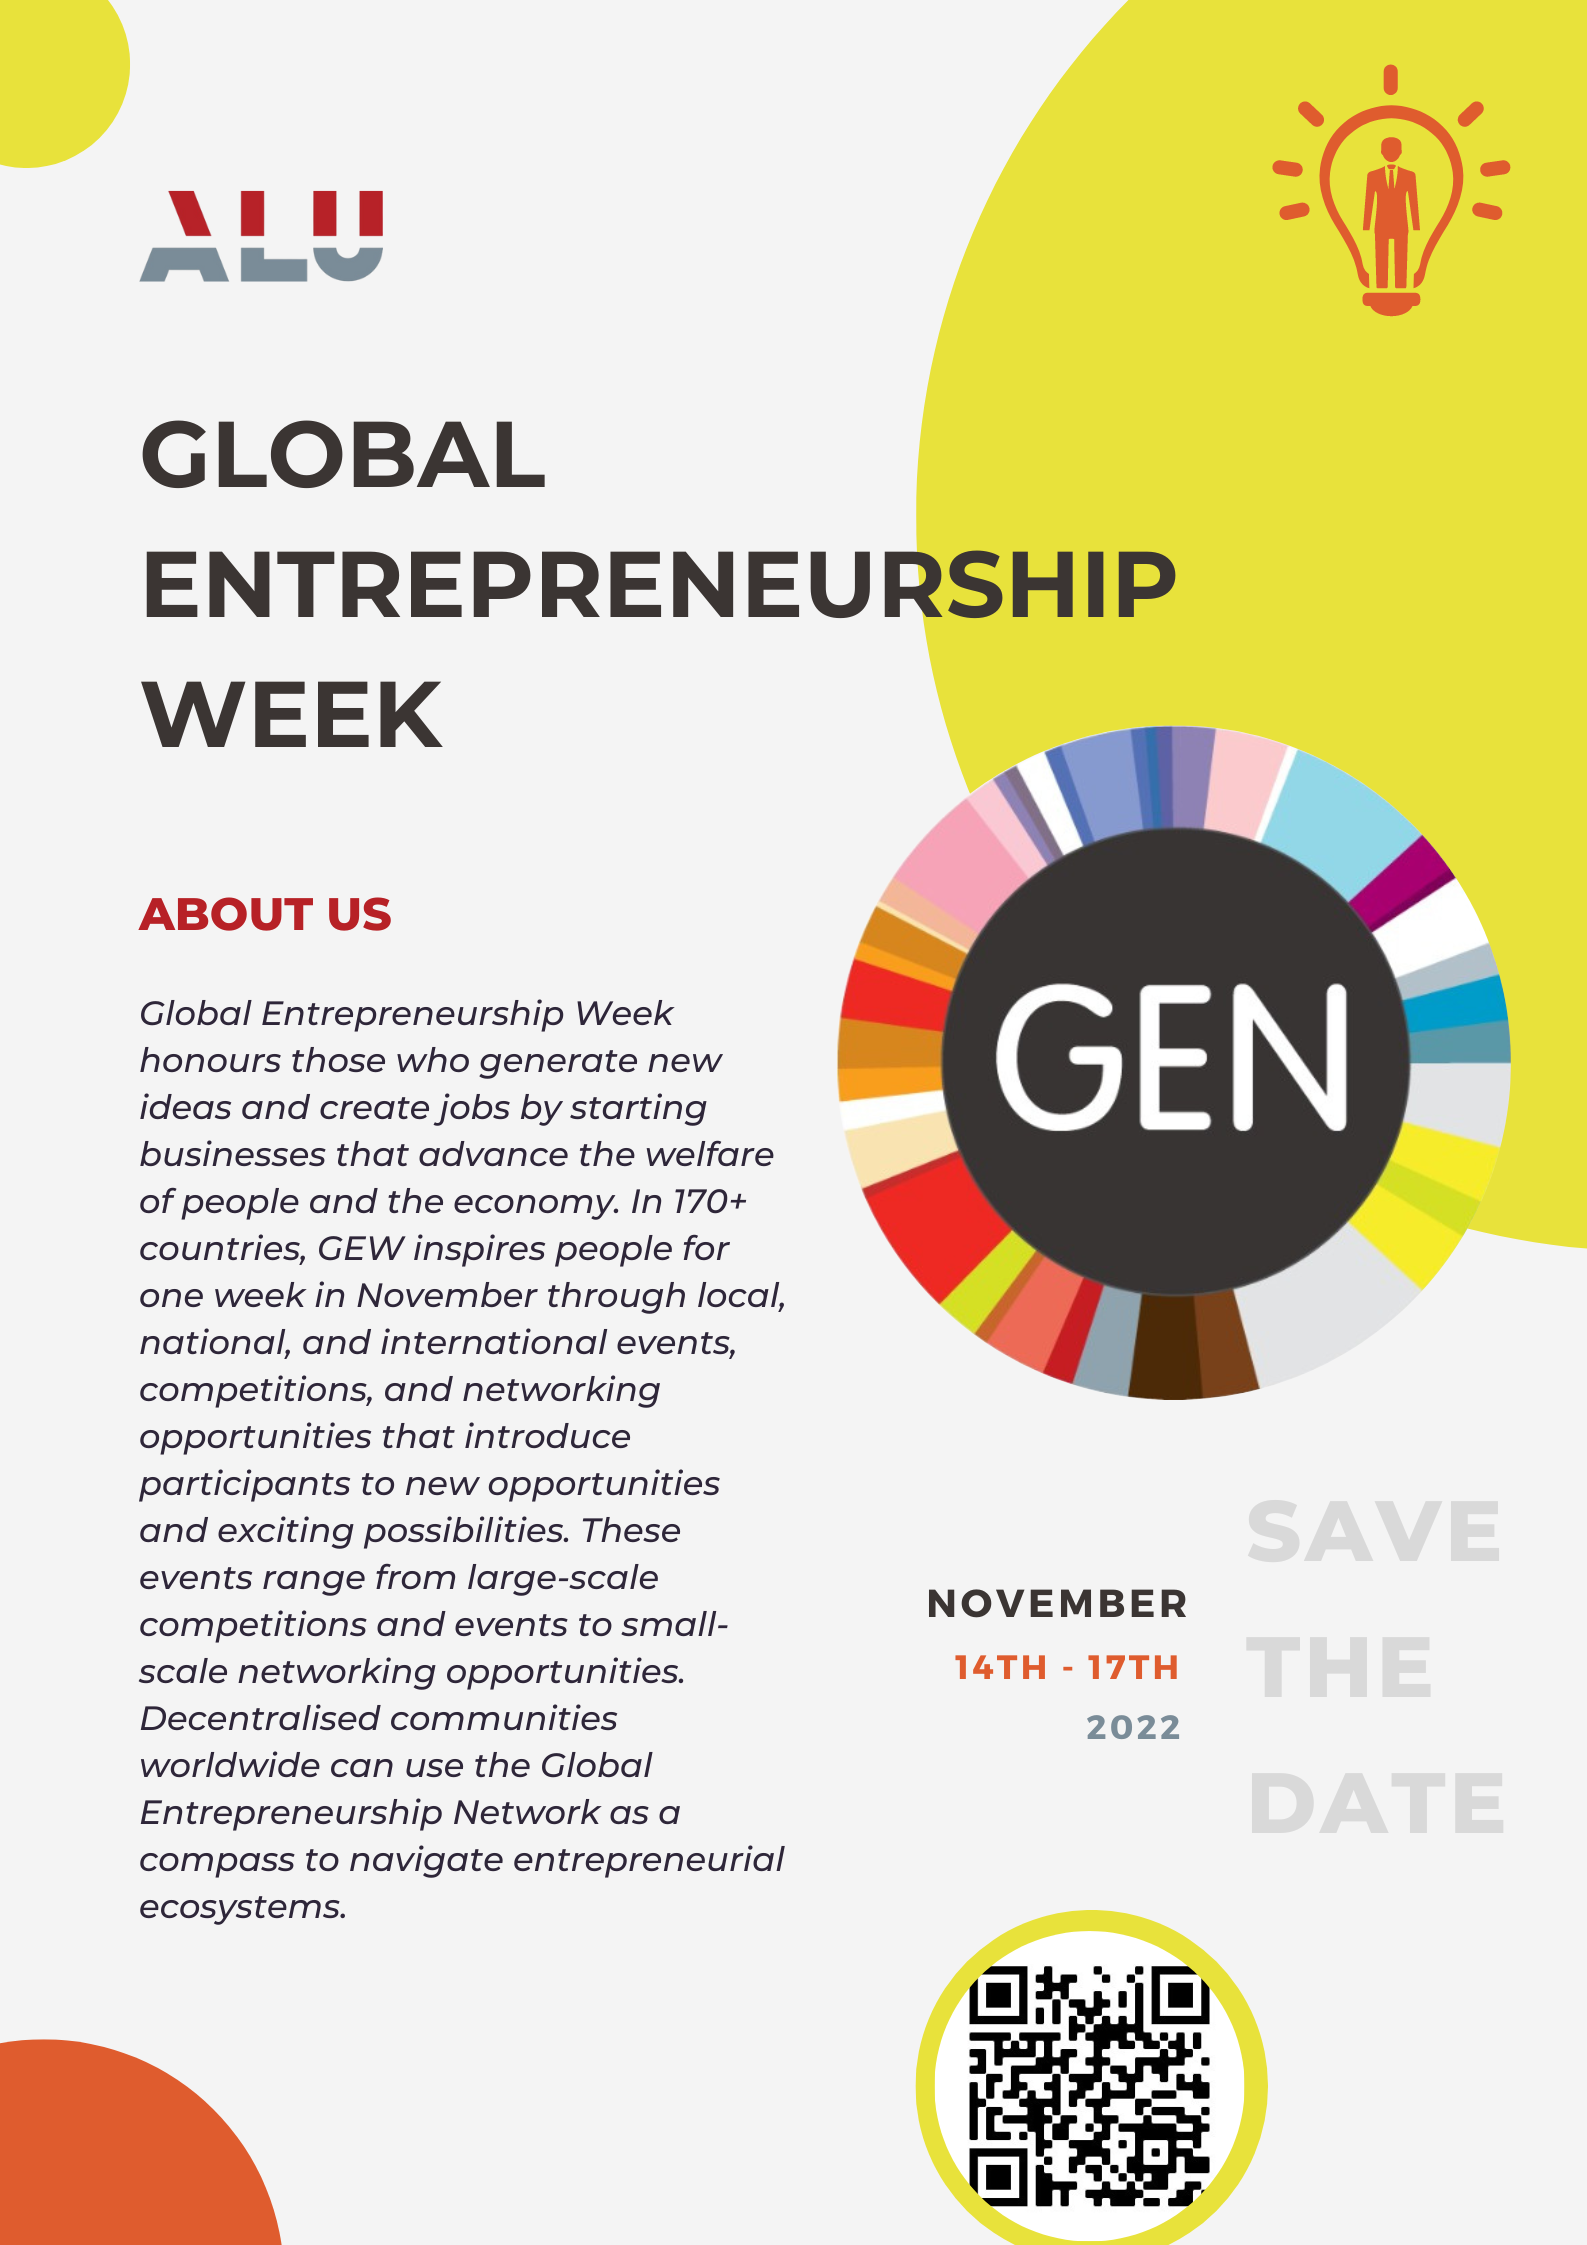 ALU
GLOBAL
ENTREPRENEURSHIP
WEEK
ABOUT US
Global Entrepreneurship Week
honours those who generate new
ideas and create jobs by starting
businesses that advance the welfare
of people and the economy. In 170+
countries, GEW inspires people for
one week in November through local,
national, and international events,
competitions, and networking
opportunities that introduce
participants to new opportunities
and exciting possibilities. These
events range from large-scale
competitions and events to small-
scale networking opportunities.
Decentralised communities
worldwide can use the Global
Entrepreneurship Network as a
compass to navigate entrepreneurial
ecosystems.
GEN
NOVEMBER
14TH - 17TH
2022
SAVE
THE
DATE